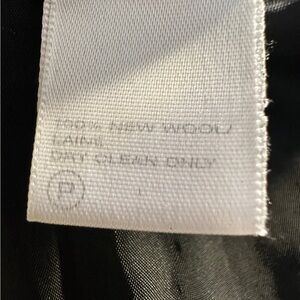 100% NEW WOOL/
LAINE
DRY CLEAN ONLY
P